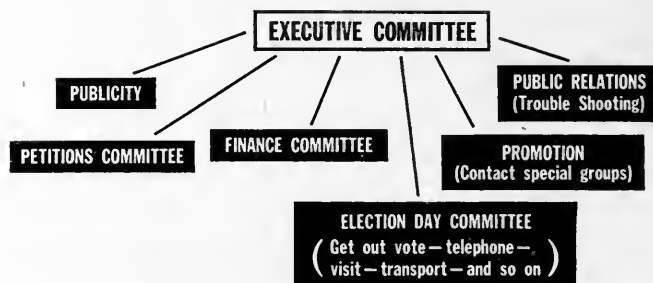 EXECUTIVE COMMITTEE
PUBLICITY
PUBLIC RELATIONS
(Trouble Shooting)
PETITIONS COMMITTEE
FINANCE COMMITTEE
PROMOTION
(Contact special groups)
ELECTION DAY COMMITTEE
(Get out vote — telephone —
visit — transport — and so on)